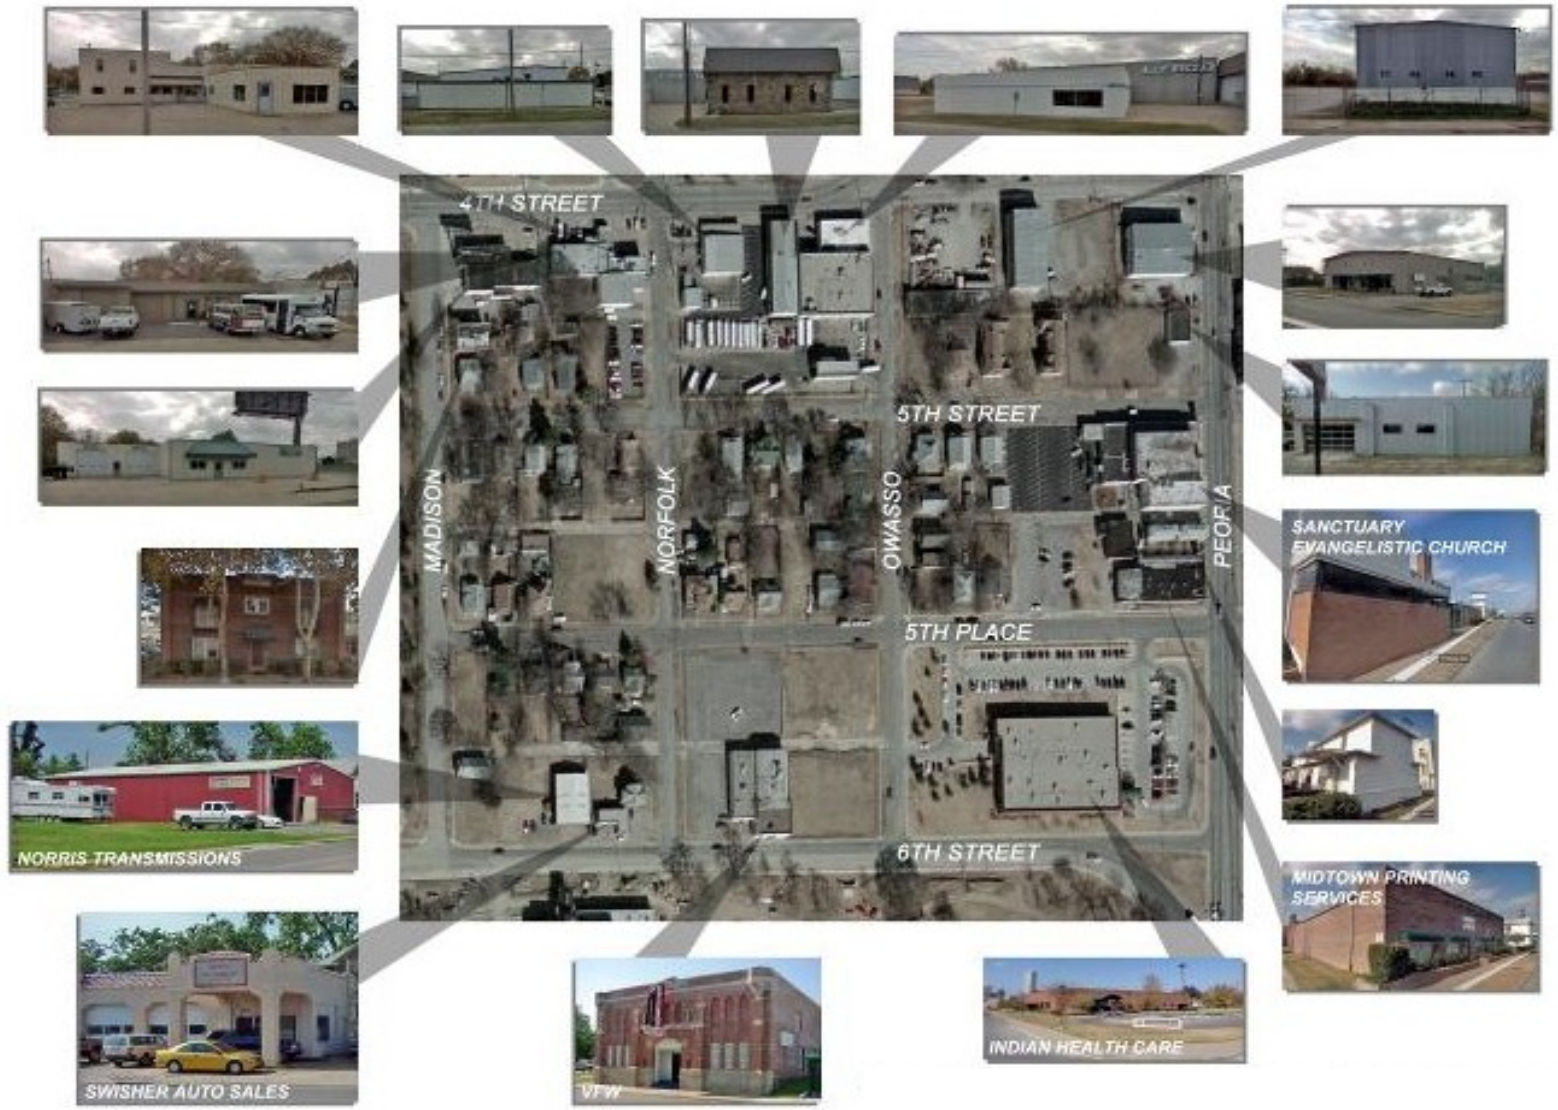 4TH STREET
5TH STREET
MADISON
NORFOLK
OWASSO
PEORIA
SANCTUARY
EVANGELISTIC CHURCH
5TH PLACE
NORRIS TRANSMISSIONS
6TH STREET
MIDTOWN PRINTING
SERVICES
SWISHER AUTO SALES
VFW
INDIAN HEALTH CARE